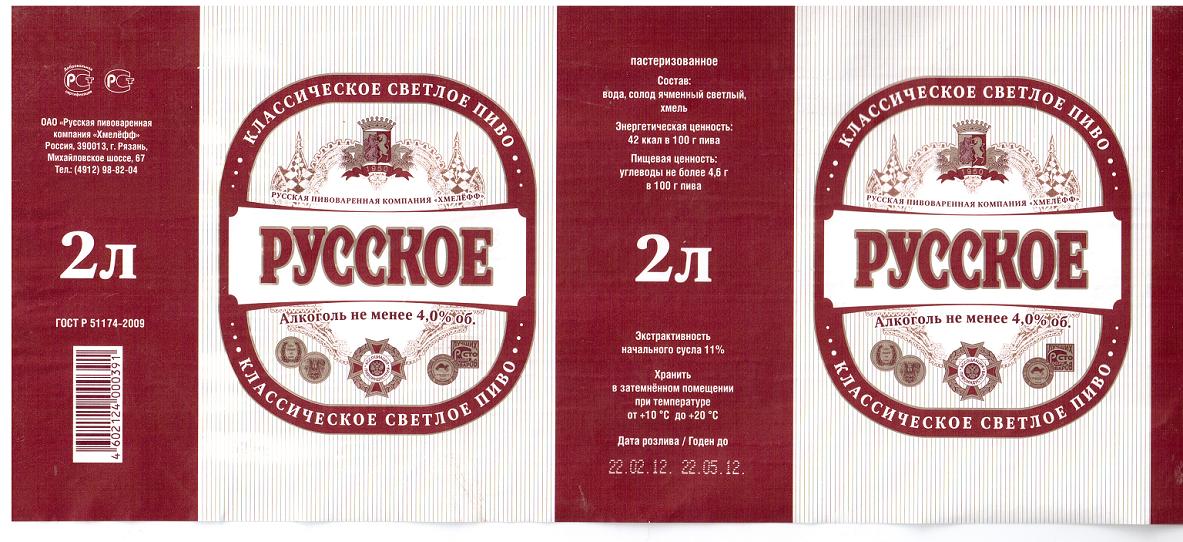 Добровольная
сертификация
ОАО «Русская пивоваренная
компания «Хмелёфф»
Россия, 390013, г. Рязань,
Михайловское шоссе, 67
Тел.: (4912) 98-82-04
2л
ГОСТ Р 51174-2009
4 602124 000391
КЛАССИЧЕСКОЕ СВЕТЛОЕ ПИВО
1950
РУССКАЯ ПИВОВАРЕННАЯ КОМПАНИЯ «ХМЕЛЁФФ»
РУССКОЕ
Алкоголь не менее 4,0% об.
КЛАССИЧЕСКОЕ СВЕТЛОЕ ПИВО
пастеризованное
Состав:
вода, солод ячменный светлый,
хмель
Энергетическая ценность:
42 ккал в 100 г пива
Пищевая ценность:
углеводы не более 4,6 г
в 100 г пива
2л
Экстрактивность
начального сусла 11%
Хранить
в затемнённом помещении
при температуре
от +10 °C до +20 °C
Дата розлива / Годен до
22.02.12. 22.05.12.
КЛАССИЧЕСКОЕ СВЕТЛОЕ ПИВО
1950
РУССКАЯ ПИВОВАРЕННАЯ КОМПАНИЯ «ХМЕЛЁФФ»
РУССКОЕ
Алкоголь не менее 4,0% об.
КЛАССИЧЕСКОЕ СВЕТЛОЕ ПИВО